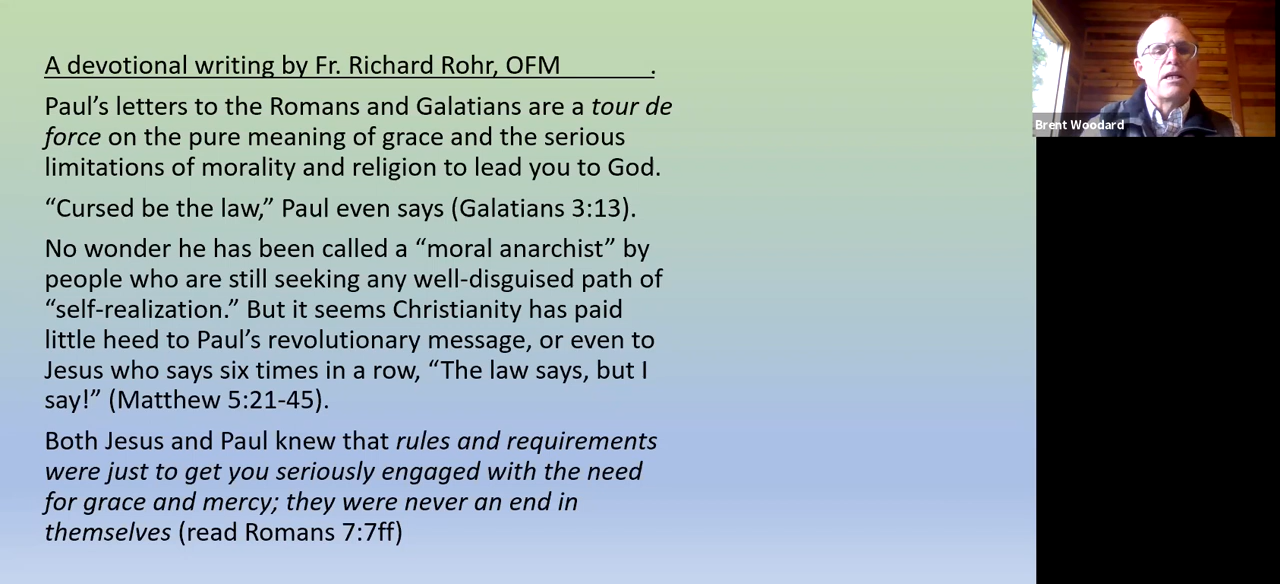 A devotional writing by Fr. Richard Rohr, OFM .
Paul’s letters to the Romans and Galatians are a tour de
force on the pure meaning of grace and the serious
limitations of morality and religion to lead you to God.
“Cursed be the law,” Paul even says (Galatians 3:13).
No wonder he has been called a “moral anarchist” by
people who are still seeking any well-disguised path of
“self-realization.” But it seems Christianity has paid
little heed to Paul’s revolutionary message, or even to
Jesus who says six times in a row, “The law says, but I
say!” (Matthew 5:21-45).
Both Jesus and Paul knew that rules and requirements
were just to get you seriously engaged with the need
for grace and mercy; they were never an end in
themselves (read Romans 7:7ff)
Brent Woodard